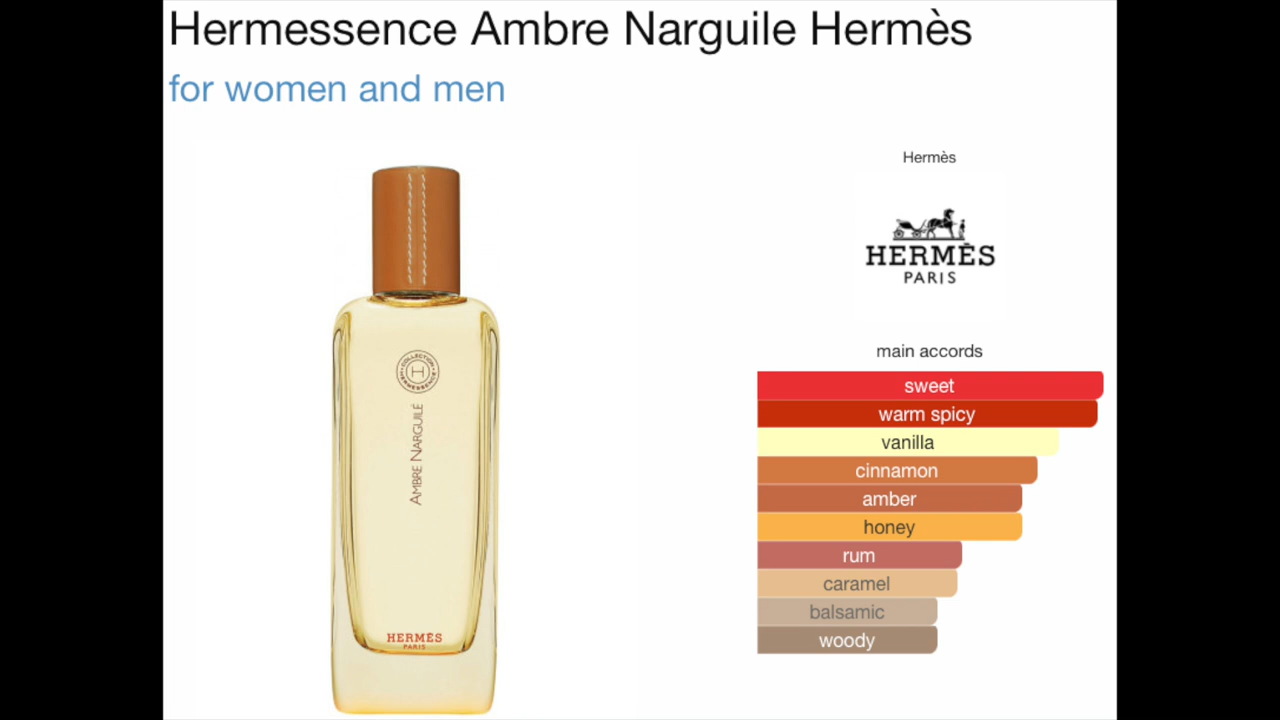 Hermessence Ambre Narguile Hermès
for women and men
Hermès
HERMÈS
PARIS
main accords
sweet
warm spicy
vanilla
cinnamon
amber
honey
rum
caramel
balsamic
woody
COLLECTION
HERMESSENCE
H
AMBRE NARGUILÉ
HERMÈS
PARIS